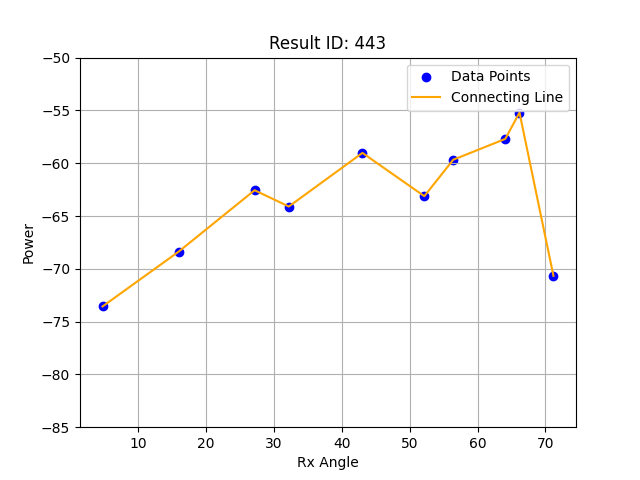 Result ID: 443
Data Points
Connecting Line
−50
−55
−60
−65
−70
−75
−80
−85
Power
10 20 30 40 50 60 70
Rx Angle